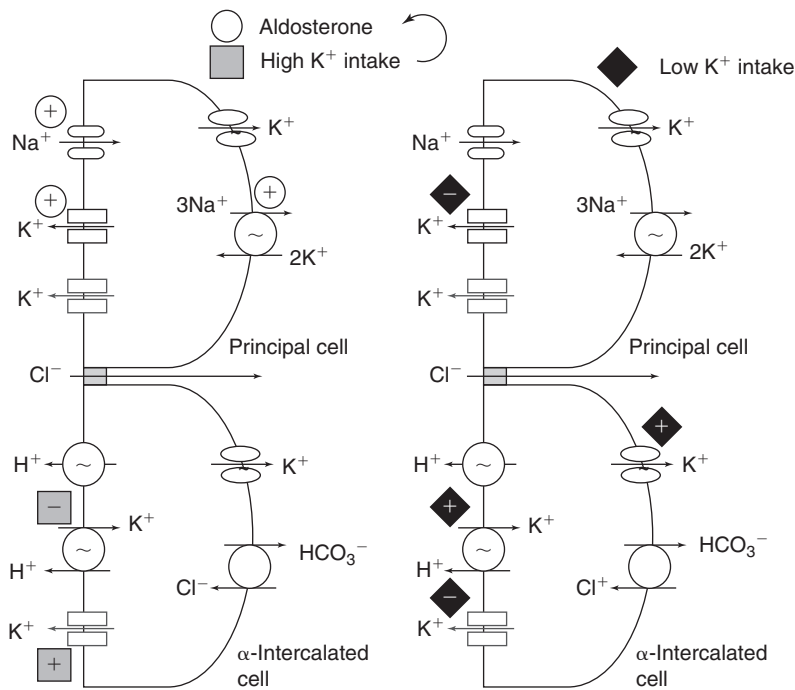 Aldosterone
High K⁺ intake
+
Na⁺
K⁺
+
K⁺
3Na⁺
+
~
2K⁺
K⁺
Principal cell
Cl⁻
H⁺
~
K⁺
−
K⁺
~
H⁺
HCO₃⁻
Cl⁻
K⁺
+
α-Intercalated
cell
Low K⁺ intake
Na⁺
K⁺
−
K⁺
3Na⁺
~
2K⁺
K⁺
Principal cell
Cl⁻
+
H⁺
~
K⁺
+
K⁺
~
H⁺
HCO₃⁻
−
Cl⁺
K⁺
α-Intercalated
cell